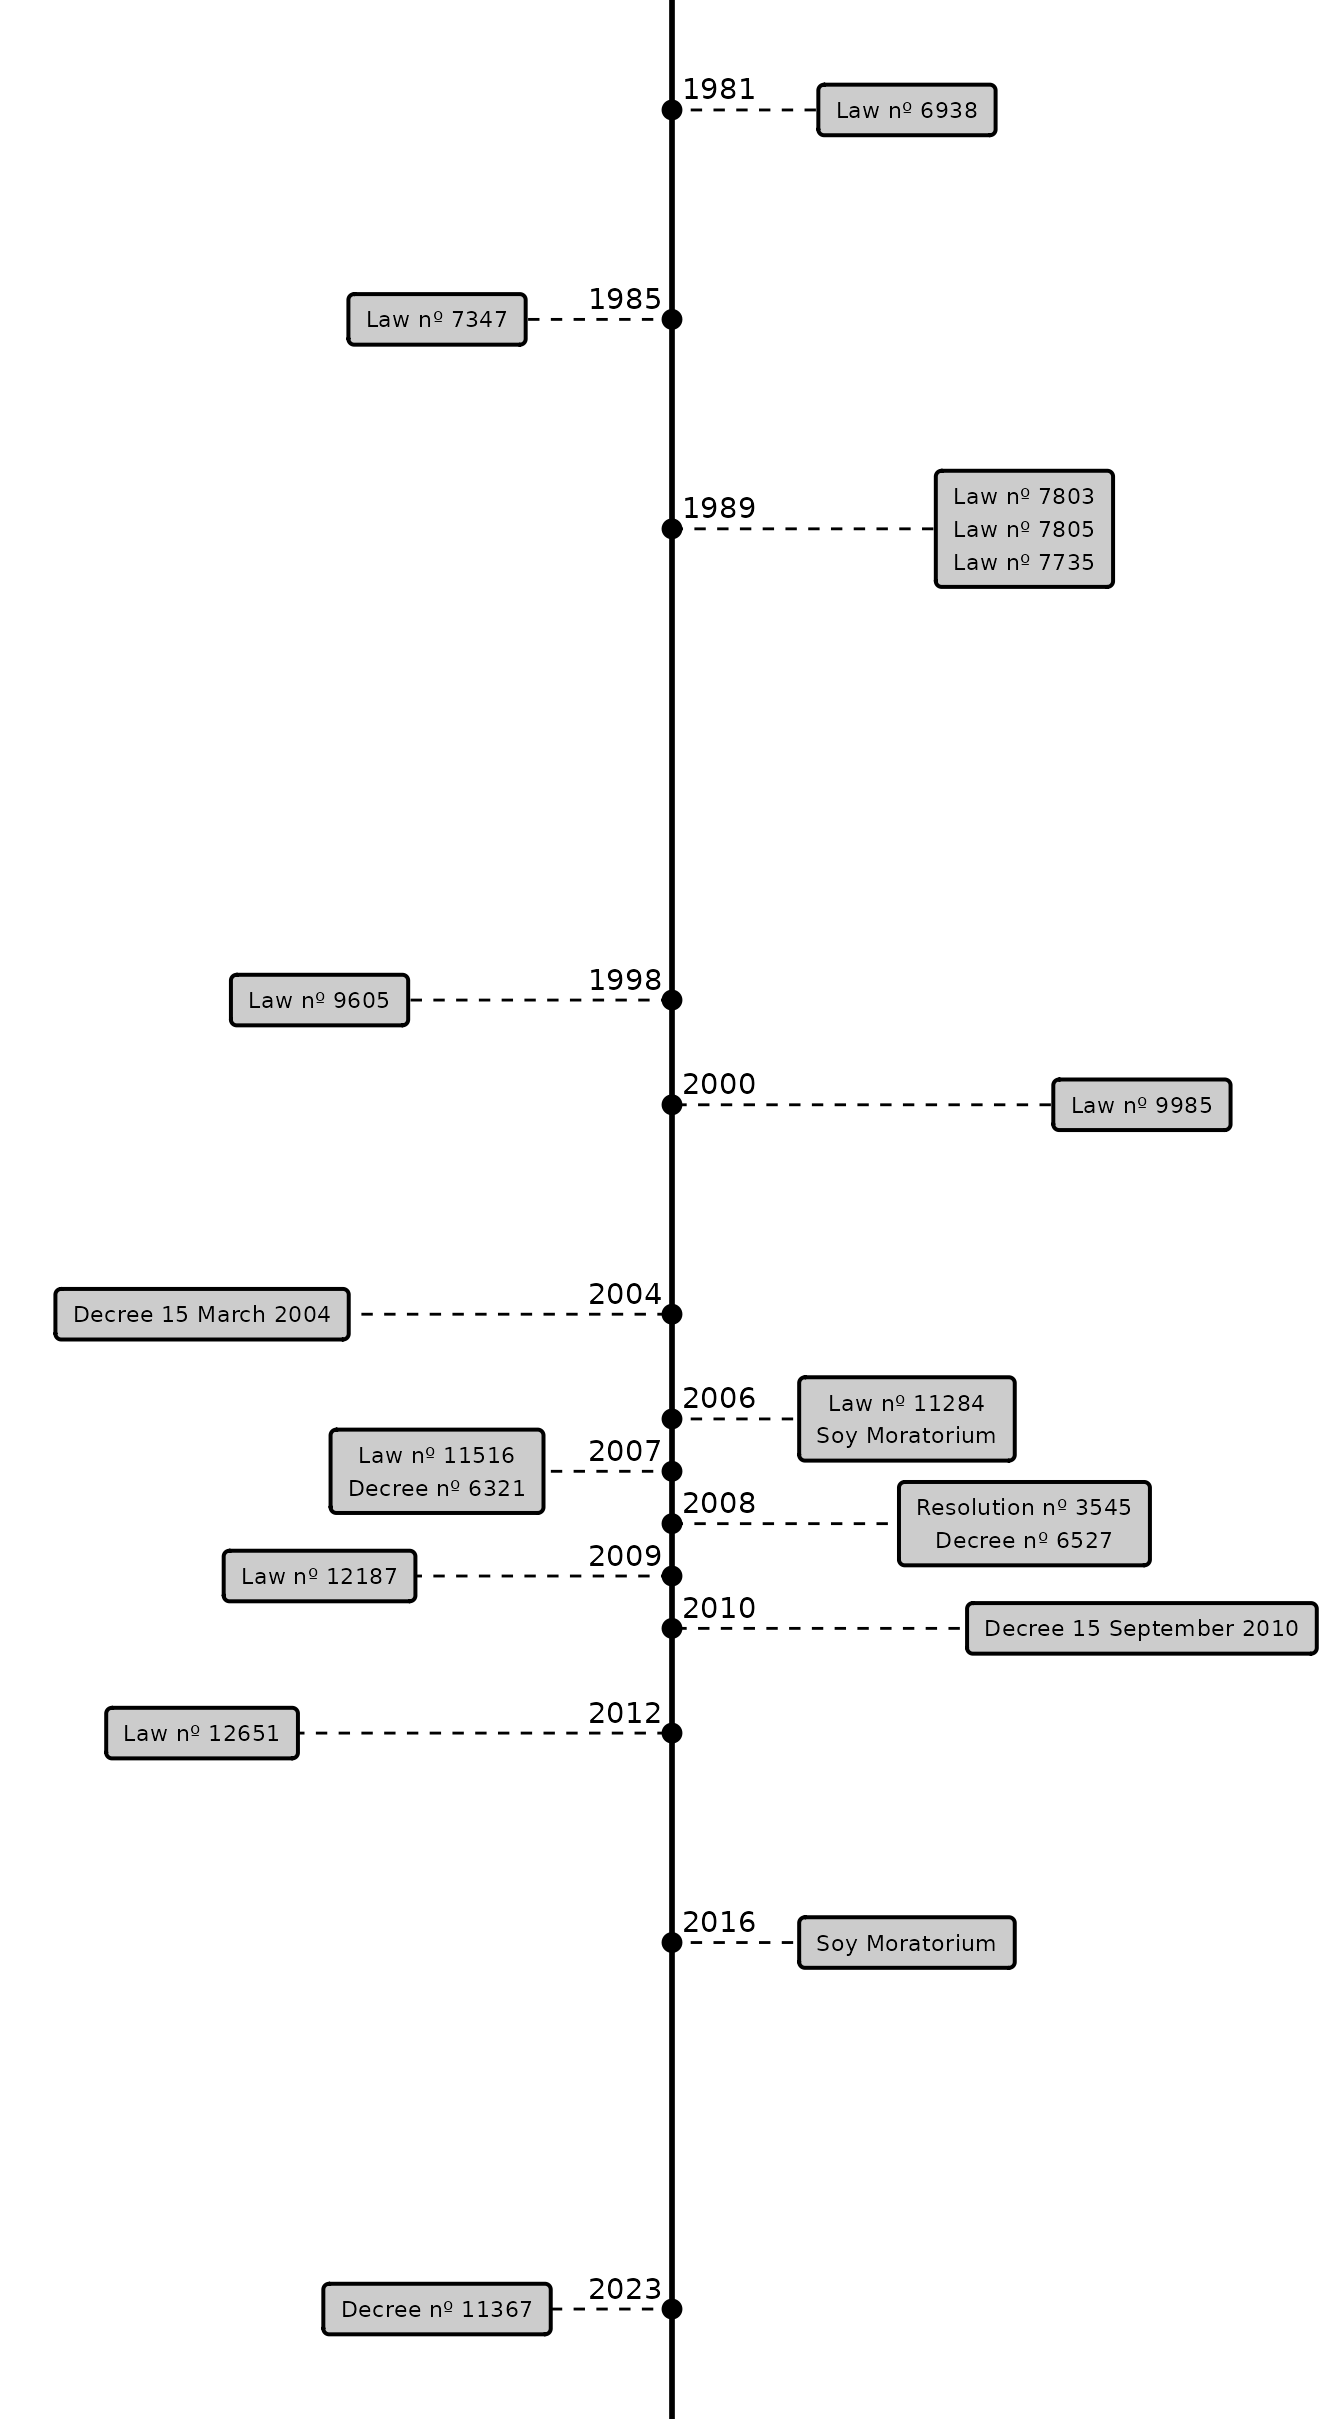 1981
Law nº 6938
1985
Law nº 7347
1989
Law nº 7803
Law nº 7805
Law nº 7735
1998
Law nº 9605
2000
Law nº 9985
2004
Decree 15 March 2004
2006
Law nº 11284
Soy Moratorium
2007
Law nº 11516
Decree nº 6321
2008
Resolution nº 3545
Decree nº 6527
2009
Law nº 12187
2010
Decree 15 September 2010
2012
Law nº 12651
2016
Soy Moratorium
2023
Decree nº 11367